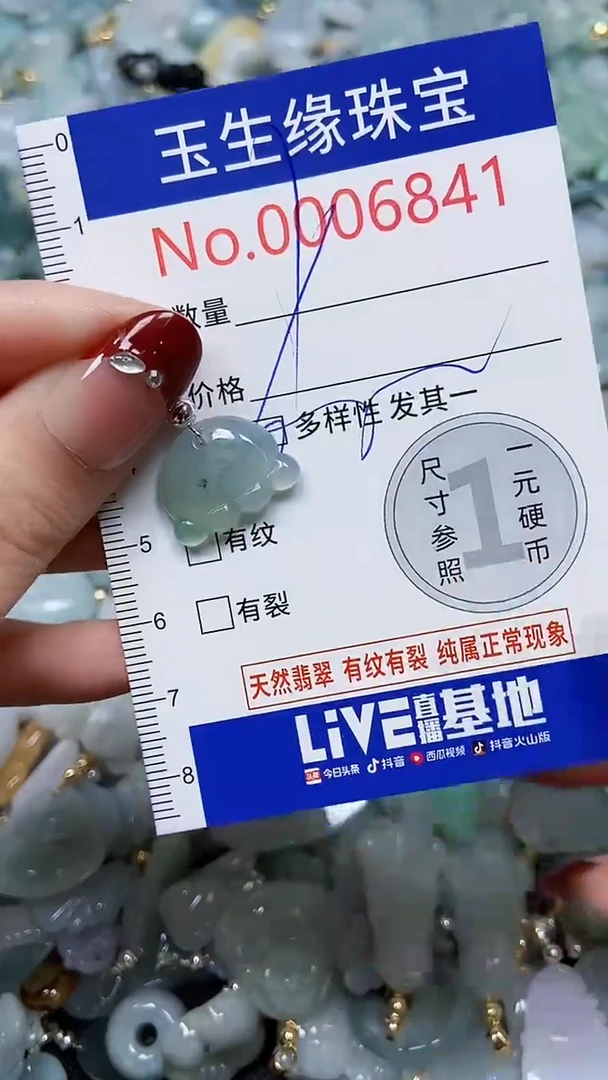 玉生缘珠宝
No.0006841
0
1
数量
价格
多样性 发其一
尺寸参照
1
一元硬币
5
有纹
6
有裂
天然翡翠 有纹有裂 纯属正常现象
7
LiVE直播基地
8
头条 今日头条 抖音 西瓜视频 抖音火山版